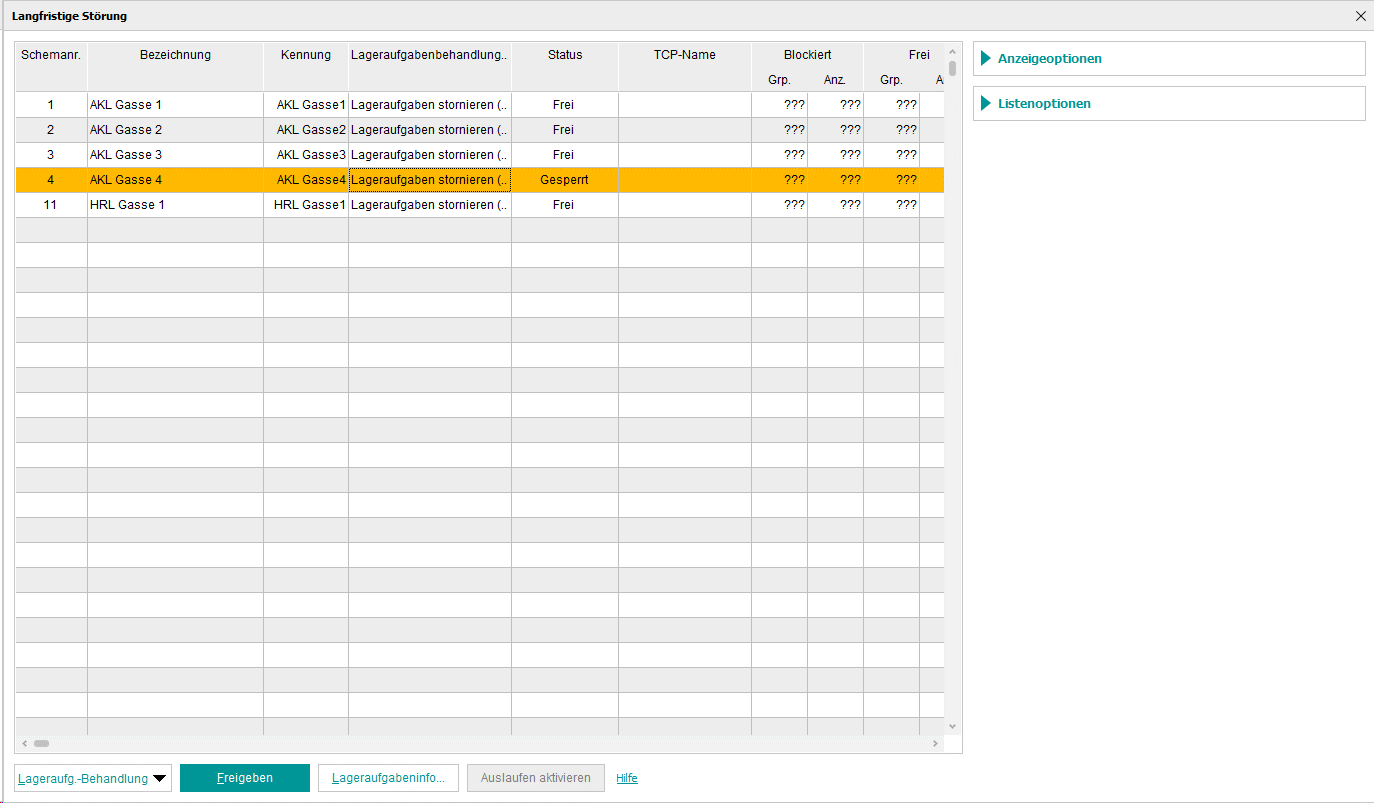 Langfristige Störung
Schemanr. Bezeichnung Kennung Lageraufgabenbehandlung.. Status TCP-Name Blockiert Frei
Grp. Anz. Grp. A
1 AKL Gasse 1 AKL Gasse1 Lageraufgaben stornieren (.. Frei ??? ??? ???
2 AKL Gasse 2 AKL Gasse2 Lageraufgaben stornieren (.. Frei ??? ??? ???
3 AKL Gasse 3 AKL Gasse3 Lageraufgaben stornieren (.. Frei ??? ??? ???
4 AKL Gasse 4 AKL Gasse4 Lageraufgaben stornieren (.. Gesperrt ??? ??? ???
11 HRL Gasse 1 HRL Gasse1 Lageraufgaben stornieren (.. Frei ??? ??? ???
Anzeigeoptionen
Listenoptionen
Lageraufg.-Behandlung Freigeben Lageraufgabeninfo... Auslaufen aktivieren Hilfe